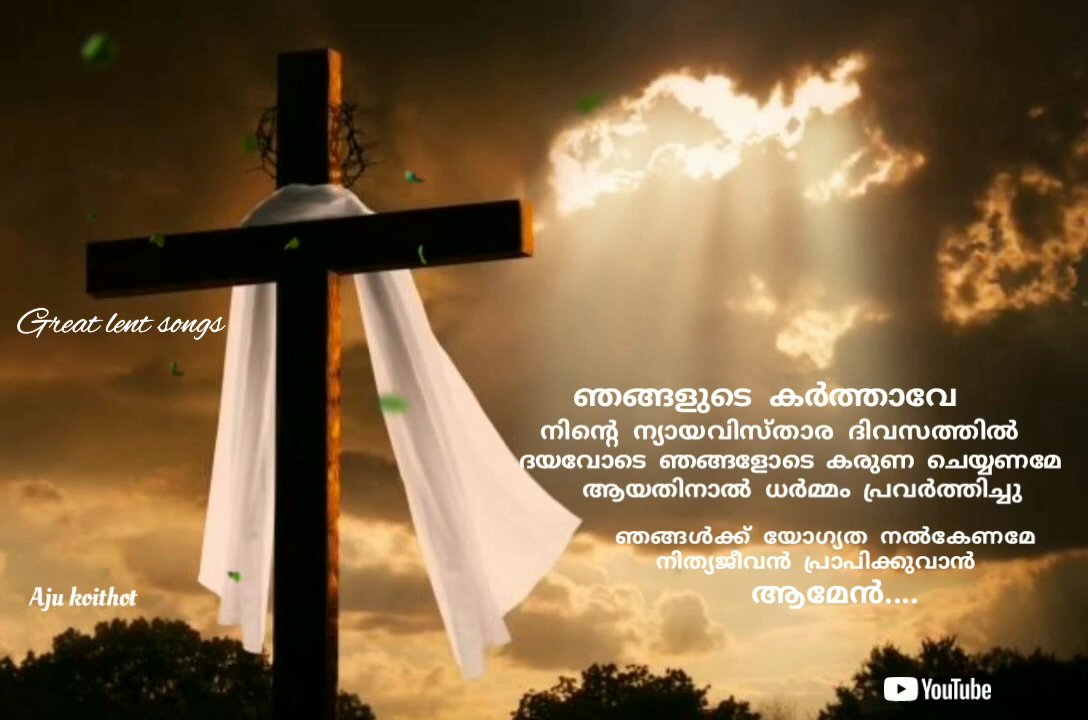 Great lent songs
ഞങ്ങളുടെ കർത്താവേ
നിന്റെ ന്യായവിസ്താര ദിവസത്തിൽ
ദയവോടെ ഞങ്ങളോടെ കരുണ ചെയ്യണമേ
ആയതിനാൽ ധർമ്മം പ്രവർത്തിച്ചു
ഞങ്ങൾക്ക് യോഗ്യത നൽകേണമേ
നിത്യജീവൻ പ്രാപിക്കുവാൻ
ആമേൻ....
Aju koithot
YouTube